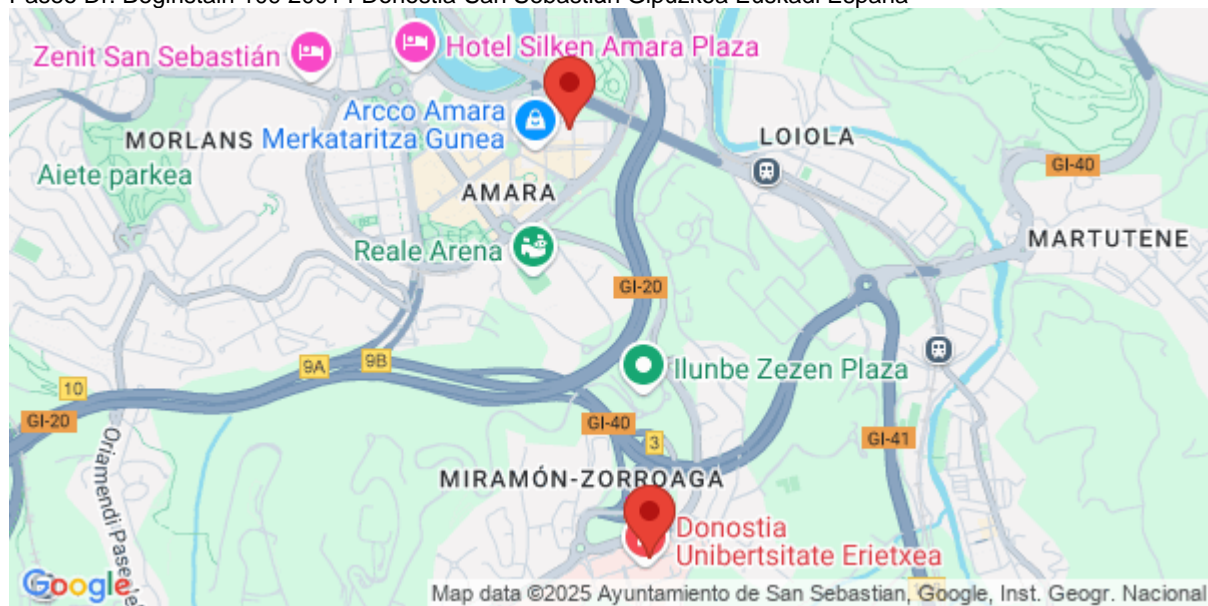 Zenit San Sebastián
Hotel Silken Amara Plaza
Arcco Amara
Merkataritza Gunea
MORLANS
LOIOLA
Aiete parkea
GI-40
AMARA
MARTUTENE
Reale Arena
GI-20
9A
9B
Ilunbe Zezen Plaza
10
GI-20
GI-40
3
GI-41
Oriamendi
MIRAMÓN-ZORROAGA
Donostia
Unibertsitate Erietxea
Google
Map data ©2025 Ayuntamiento de San Sebastian, Google, Inst. Geogr. Nacional